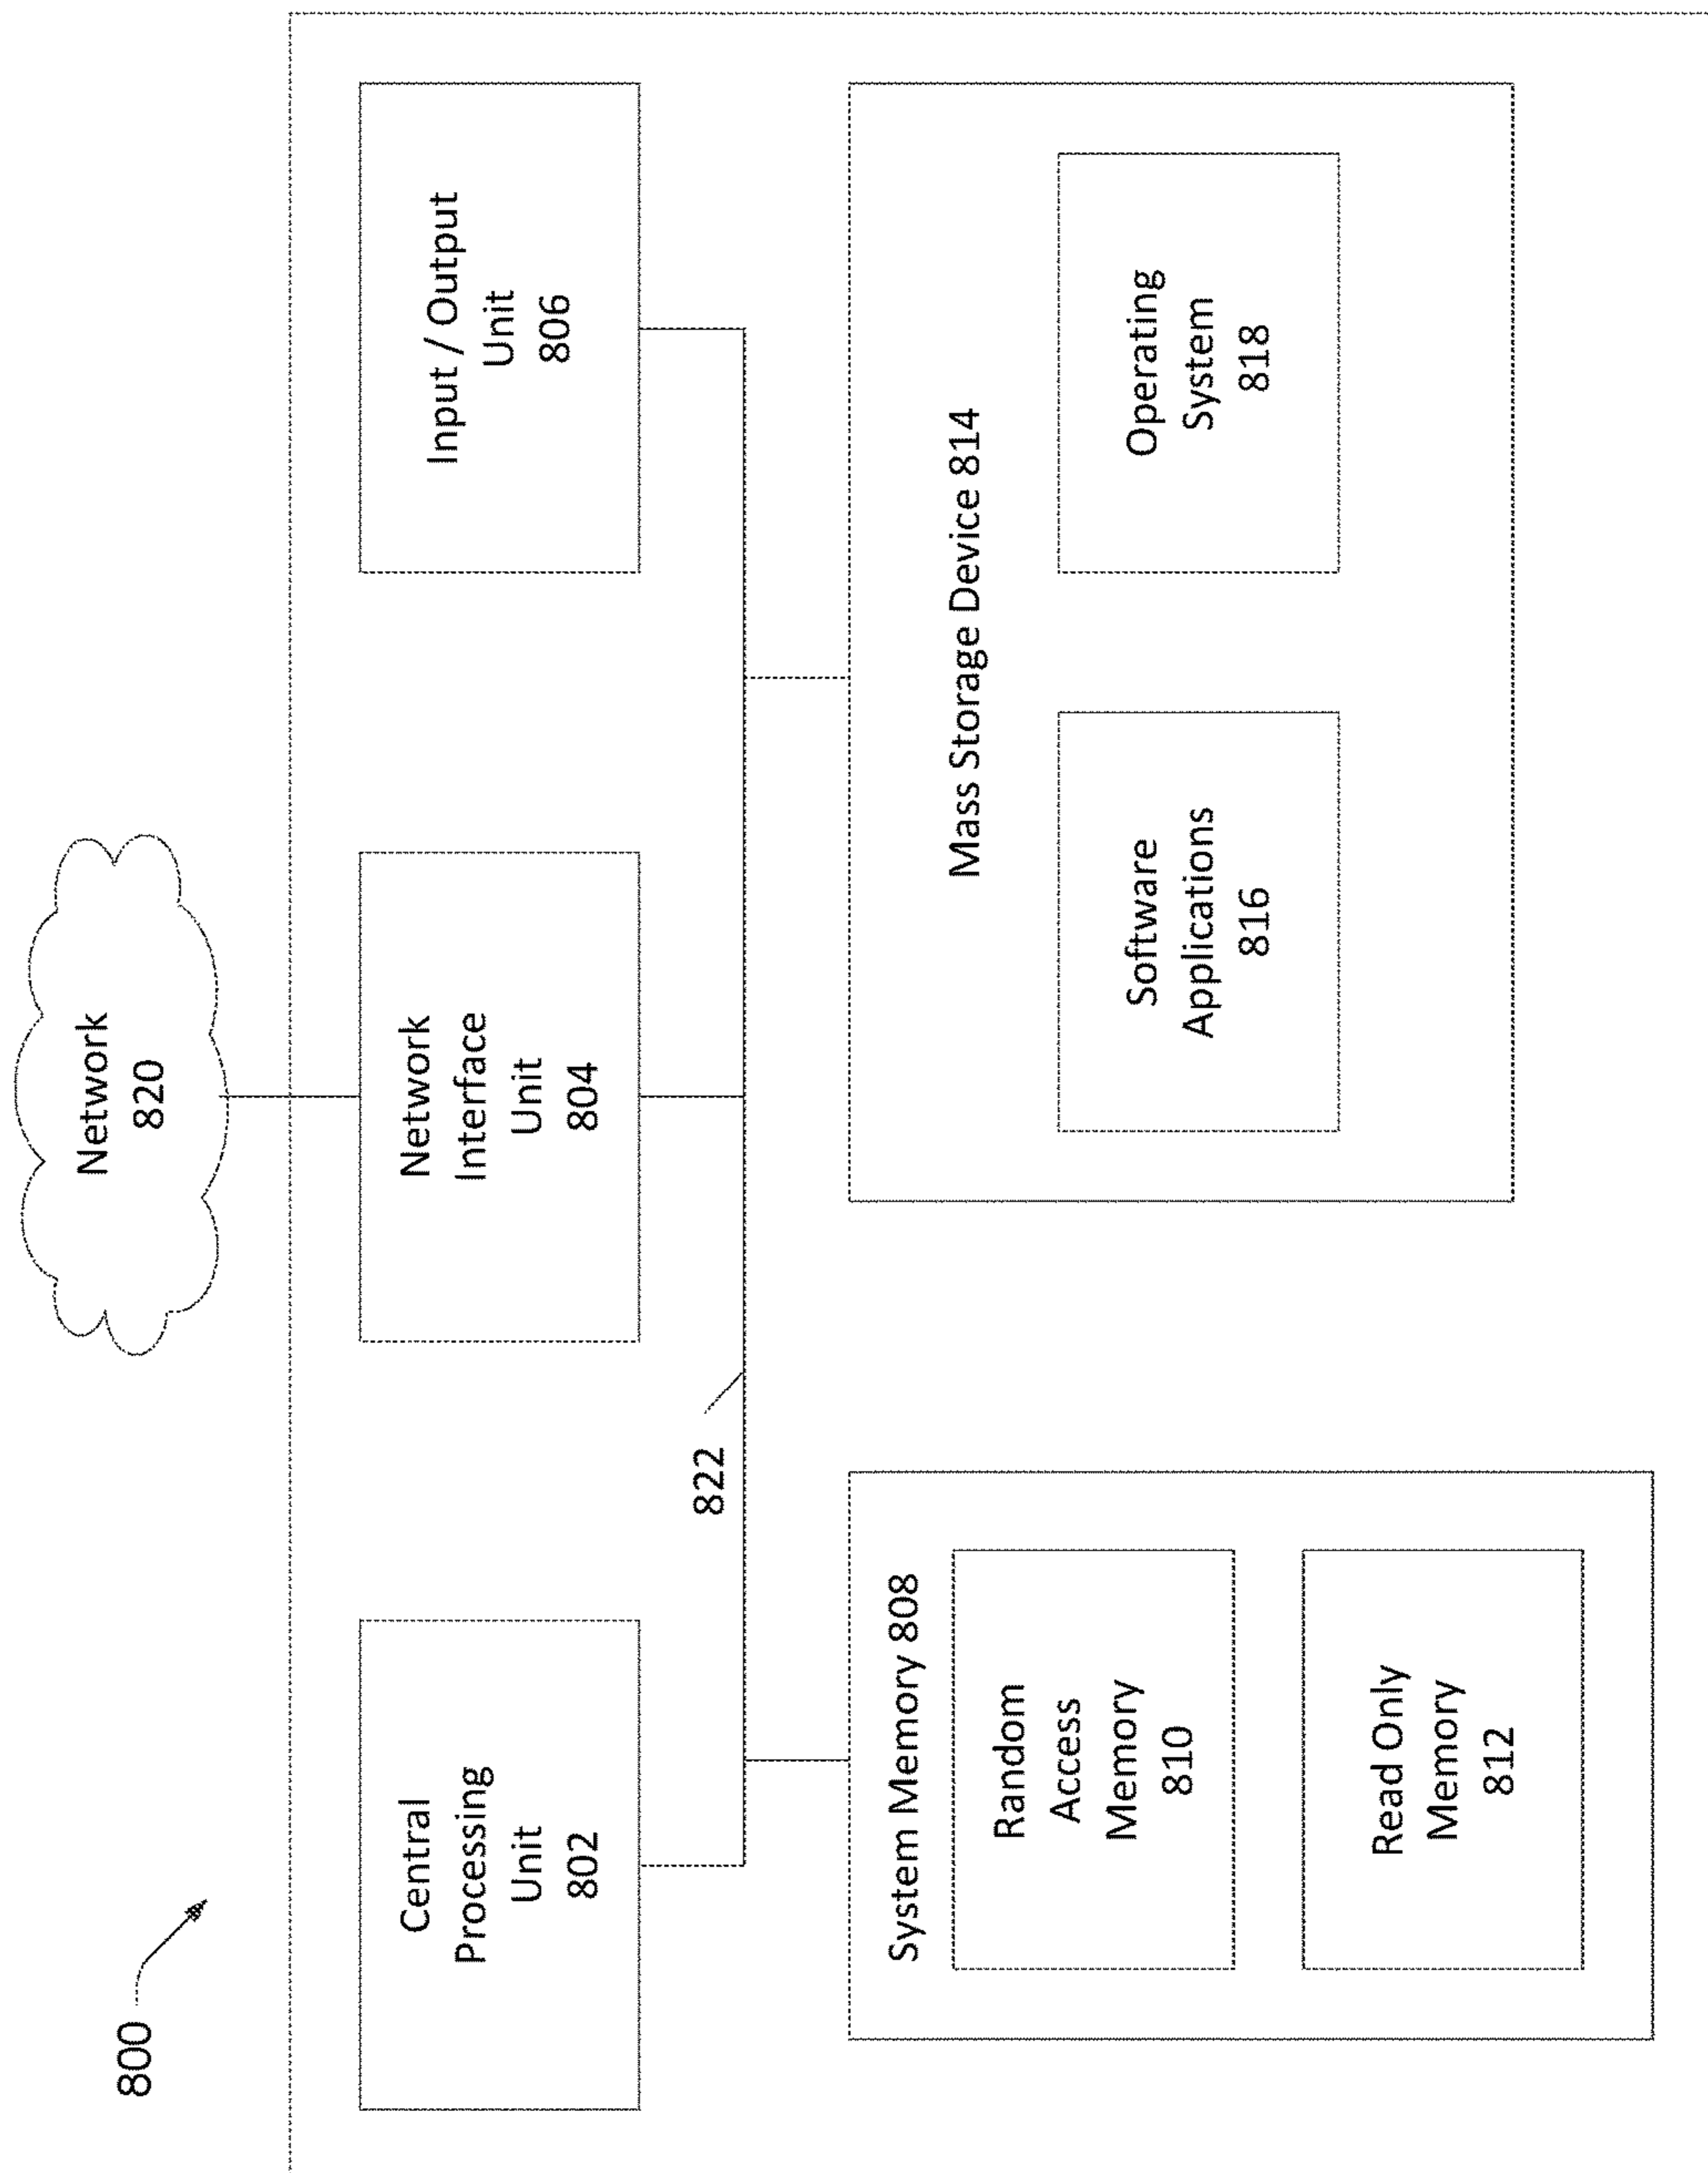 800
Network
820
Central
Processing
Unit
802
Network
Interface
Unit
804
Input / Output
Unit
806
822
System Memory 808
Random
Access
Memory
810
Read Only
Memory
812
Mass Storage Device 814
Software
Applications
816
Operating
System
818